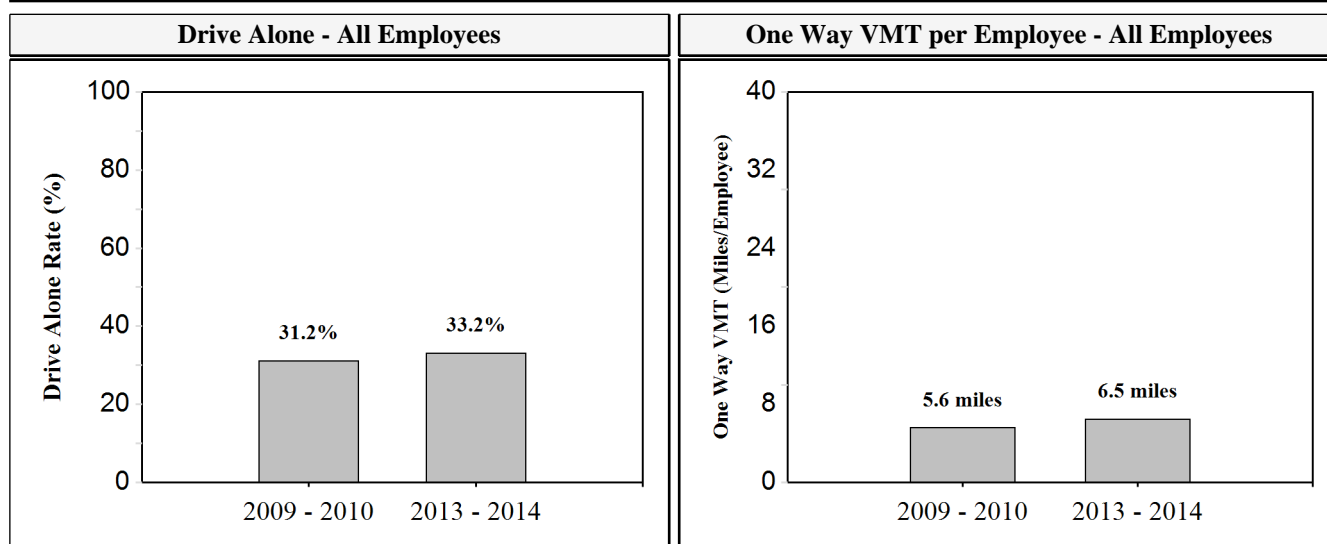 Drive Alone - All Employees
One Way VMT per Employee - All Employees
Drive Alone Rate (%)
100
80
60
40
20
0
31.2%
33.2%
2009 - 2010
2013 - 2014
One Way VMT (Miles/Employee)
40
32
24
16
8
0
5.6 miles
6.5 miles
2009 - 2010
2013 - 2014